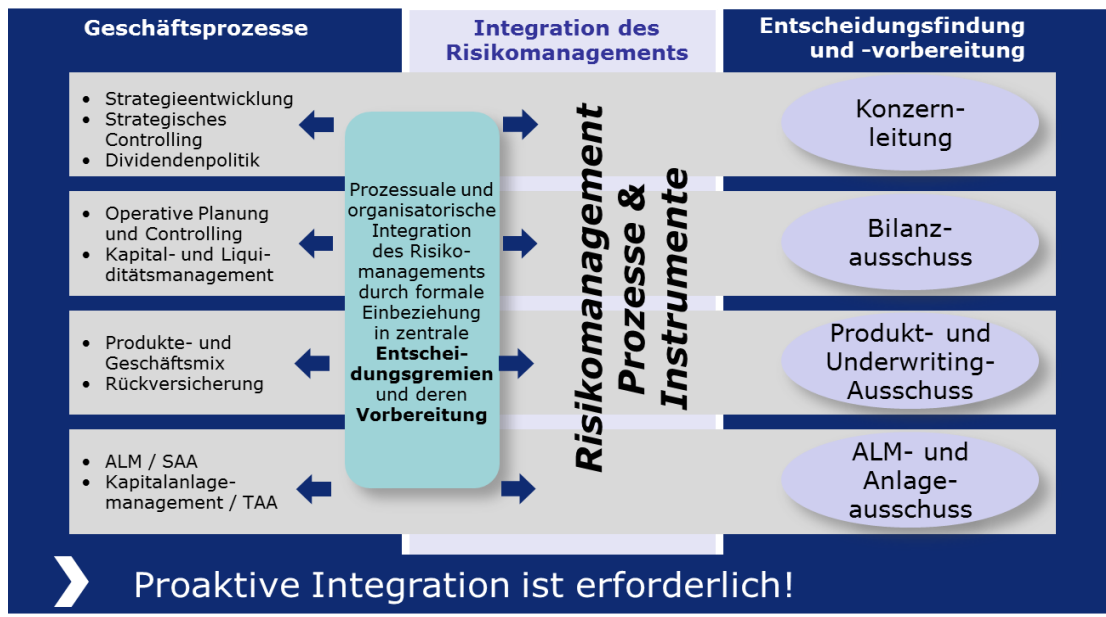 Geschäftsprozesse
Integration des
Risikomanagements
Entscheidungsfindung
und -vorbereitung
• Strategieentwicklung
• Strategisches
Controlling
• Dividendenpolitik
• Operative Planung
und Controlling
• Kapital- und Liqui-
ditätsmanagement
• Produkte- und
Geschäftsmix
• Rückversicherung
• ALM / SAA
• Kapitalanlage-
management / TAA
Prozessuale und
organisatorische
Integration
des Risiko-
managements
durch formale
Einbeziehung
in zentrale
Entschei-
dungsgremien
und deren
Vorbereitung
Risikomanagement
Prozesse &
Instrumente
Konzern-
leitung
Bilanz-
ausschuss
Produkt- und
Underwriting-
Ausschuss
ALM- und
Anlage-
ausschuss
Proaktive Integration ist erforderlich!